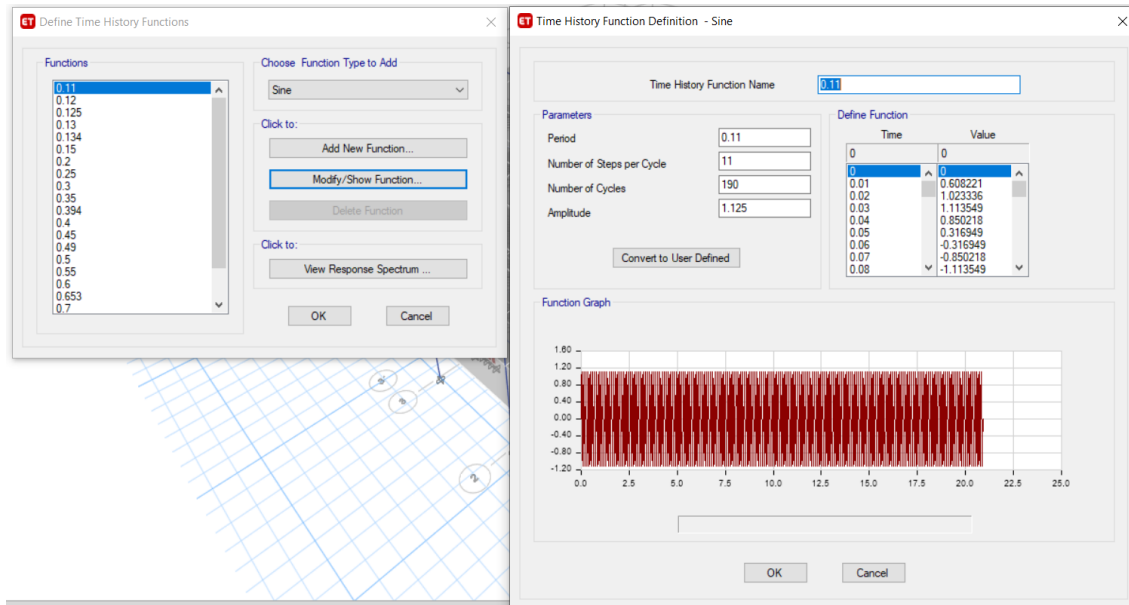 ET Define Time History Functions
Functions
0.11
0.12
0.125
0.13
0.134
0.15
0.2
0.25
0.3
0.35
0.394
0.4
0.45
0.49
0.5
0.55
0.6
0.653
0.7
Choose Function Type to Add
Sine
Click to:
Add New Function...
Modify/Show Function...
Delete Function
Click to:
View Response Spectrum ...
OK Cancel
2
ET Time History Function Definition - Sine
Time History Function Name 0.11
Parameters
Period 0.11
Number of Steps per Cycle 11
Number of Cycles 190
Amplitude 1.125
Convert to User Defined
Define Function
Time Value
0 0
0 0
0.01 0.608221
0.02 1.023336
0.03 1.113549
0.04 0.850218
0.05 0.316949
0.06 -0.316949
0.07 -0.850218
0.08 -1.113549
Function Graph
1.60
1.20
0.80
0.40
0.00
-0.40
-0.80
-1.20
0.0 2.5 5.0 7.5 10.0 12.5 15.0 17.5 20.0 22.5 25.0
OK Cancel